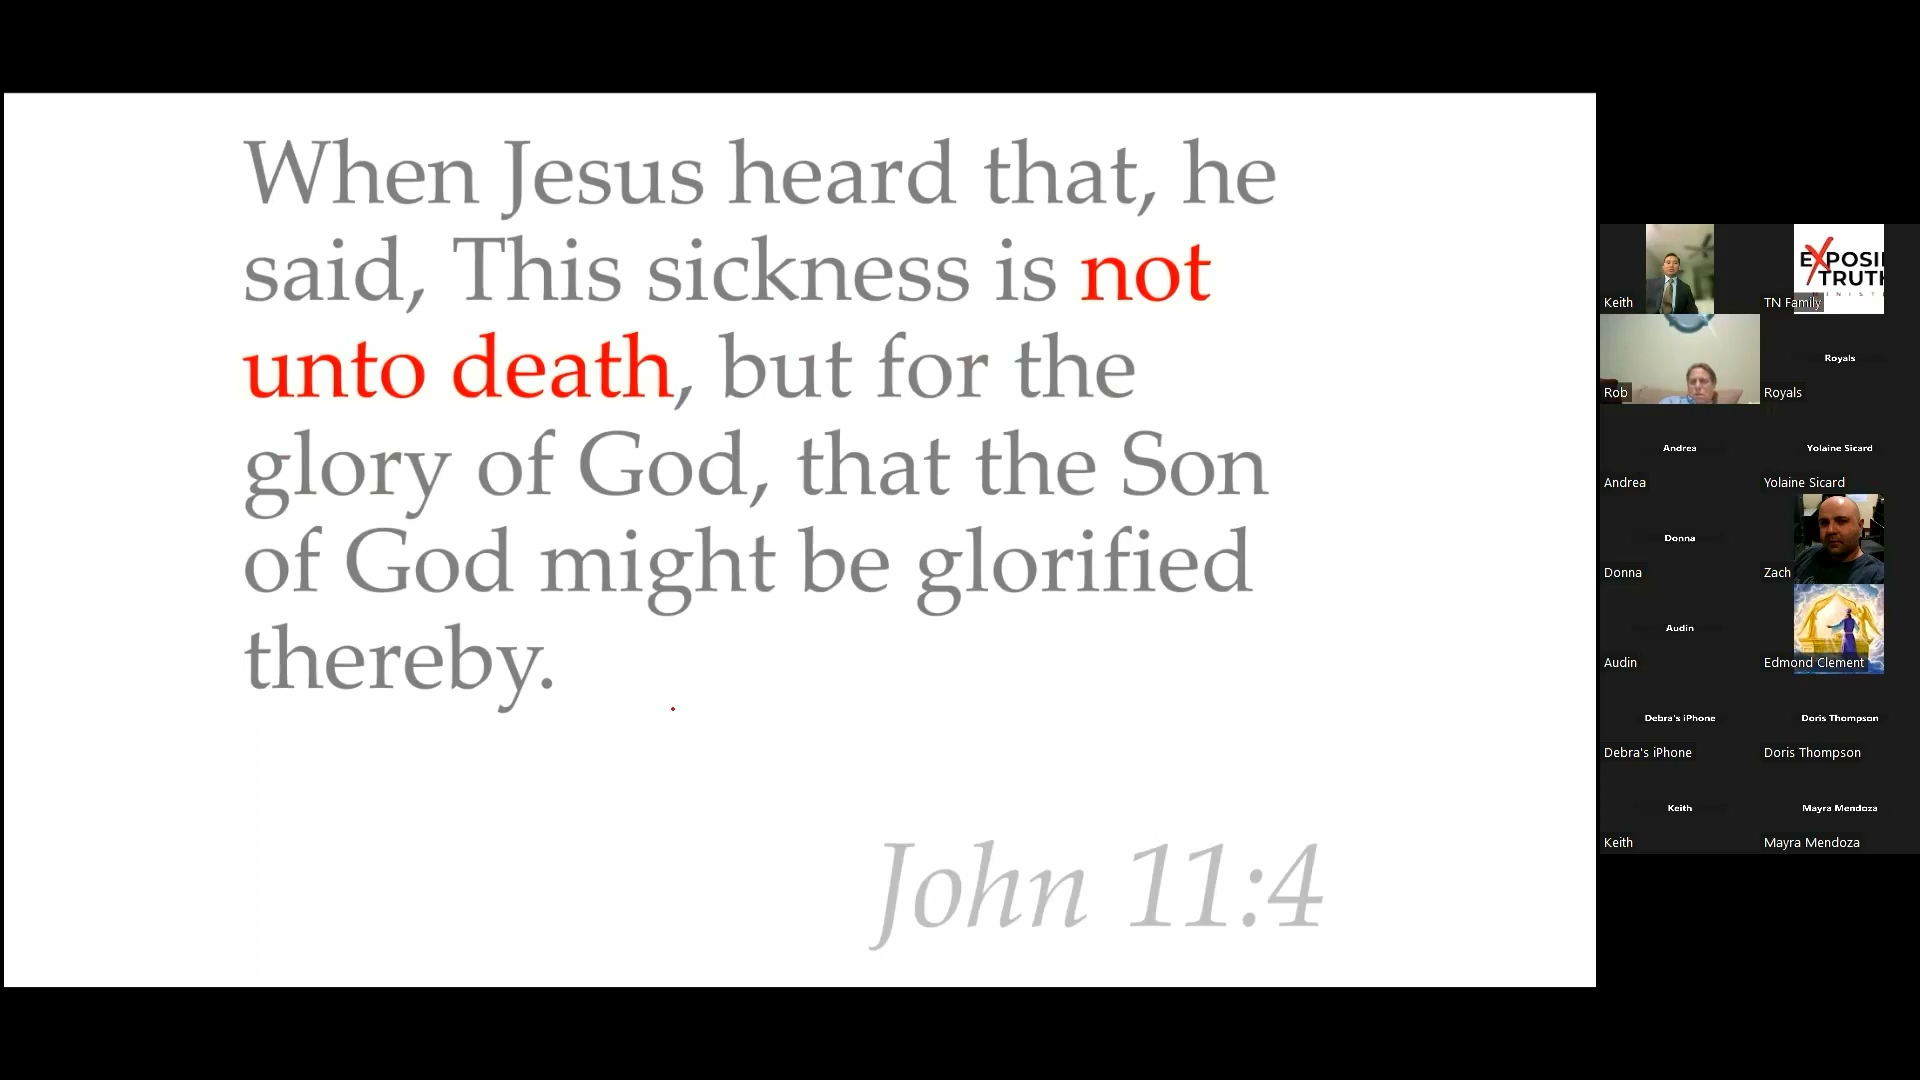 When Jesus heard that, he
said, This sickness is not
unto death, but for the
glory of God, that the Son
of God might be glorified
thereby.
John 11:4
Keith
EXPOSI
TRUTH
TN Family
Rob
Royals
Royals
Andrea
Andrea
Yolaine Sicard
Yolaine Sicard
Donna
Donna
Zach
Audin
Audin
Edmond Clement
Debra's iPhone
Debra's iPhone
Doris Thompson
Doris Thompson
Keith
Keith
Mayra Mendoza
Mayra Mendoza